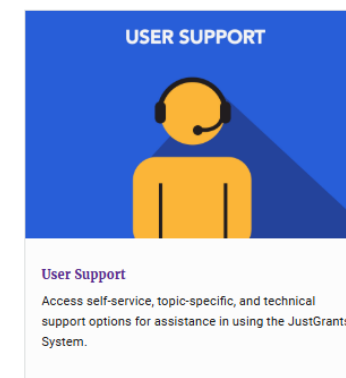 USER SUPPORT
User Support
Access self-service, topic-specific, and technical
support options for assistance in using the JustGrants
System.